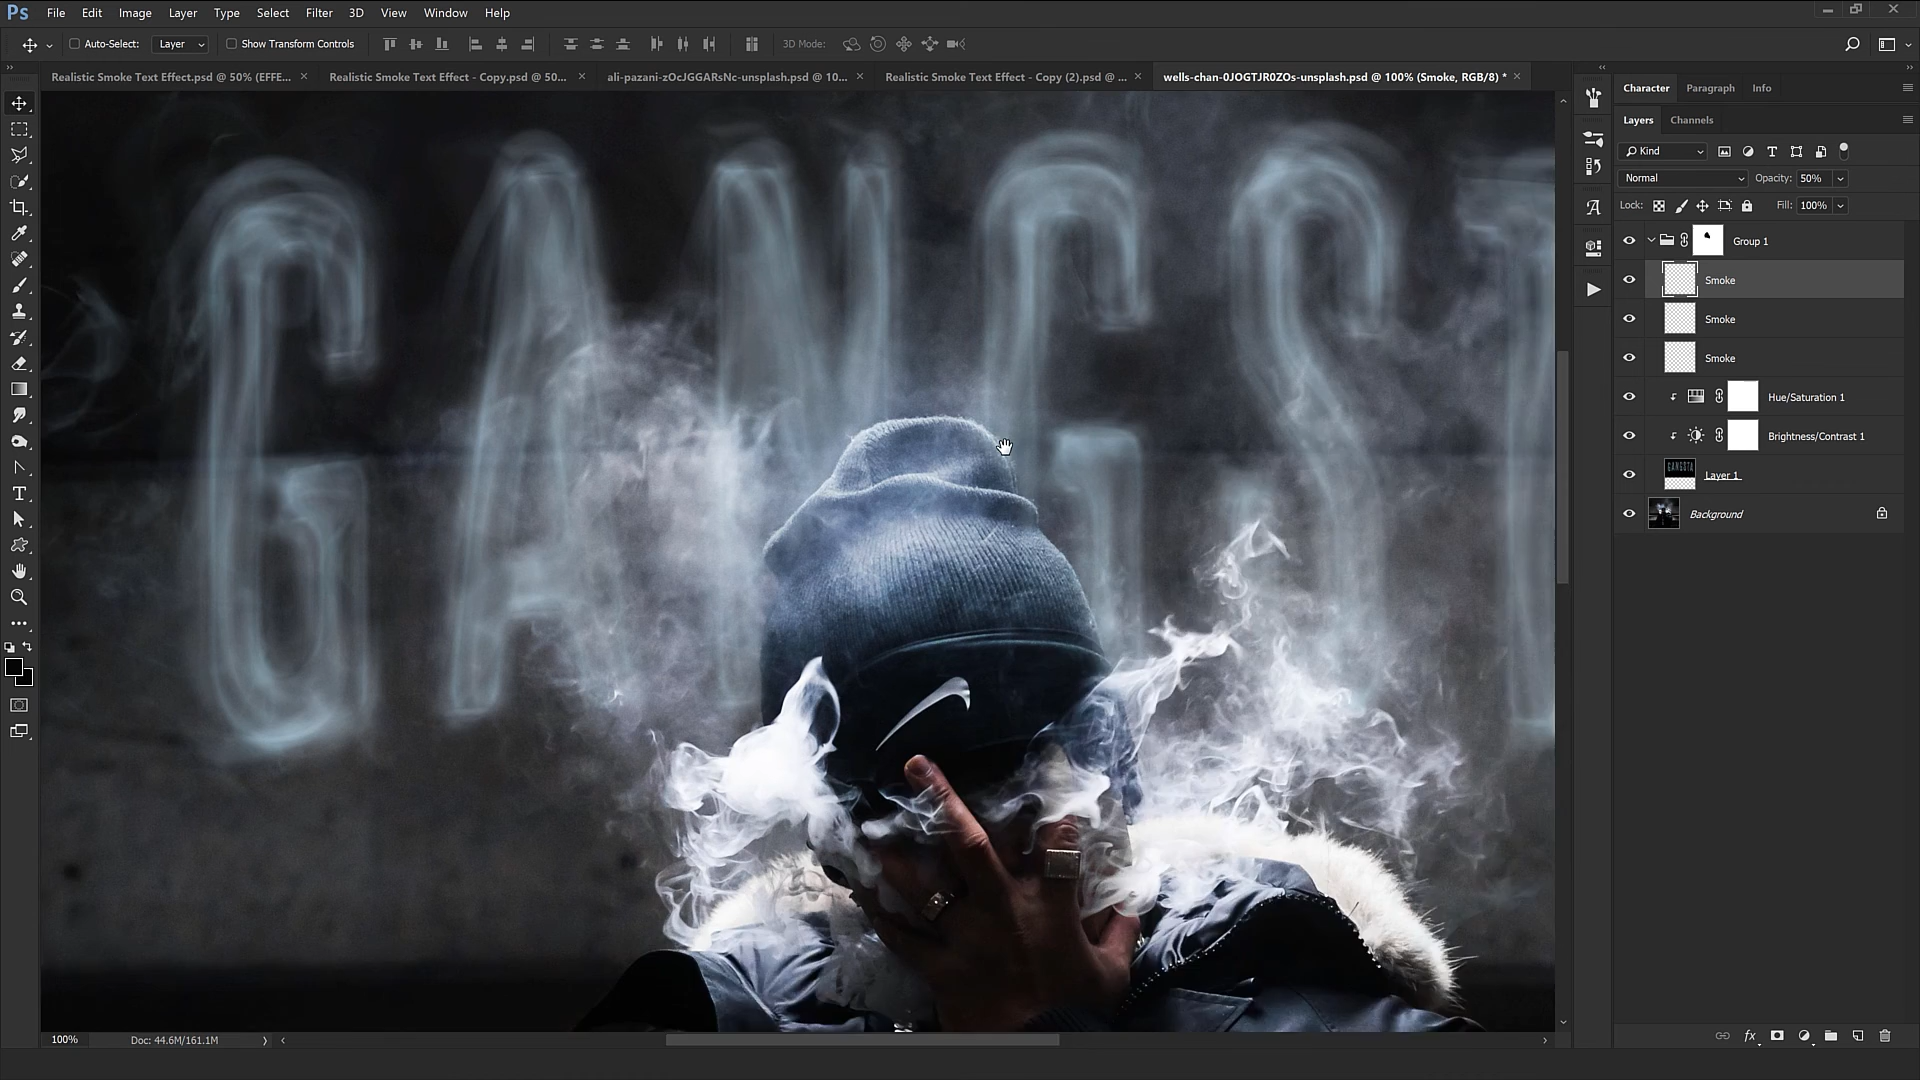 Ps File Edit Image Layer Type Select Filter 3D View Window Help
Auto-Select: Layer Show Transform Controls 3D Mode:
Realistic Smoke Text Effect.psd @ 50% (EFFE... × Realistic Smoke Text Effect - Copy.psd @ 50... × ali-pazani-zOcJGGARsNc-unsplash.psd @ 10... × Realistic Smoke Text Effect - Copy (2).psd @ ... × wells-chan-0JOGTJR0ZOs-unsplash.psd @ 100% (Smoke, RGB/8) * ×
Character Paragraph Info
Layers Channels
Kind
Normal Opacity: 50%
Lock: Fill: 100%
Group 1
Smoke
Smoke
Smoke
Hue/Saturation 1
Brightness/Contrast 1
Layer 1
Background
GANGST
100% Doc: 44.6M/161.1M